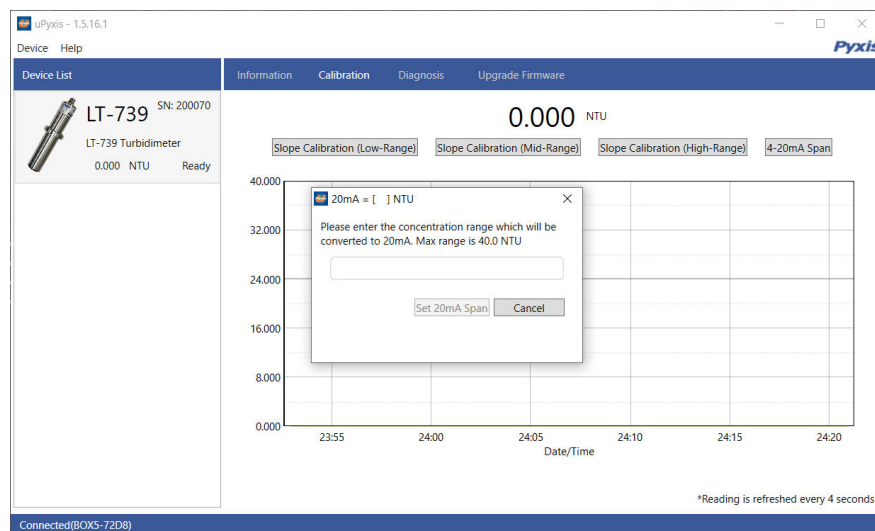 uPyxis - 1.5.16.1
Device Help
Pyxis
Device List
Information Calibration Diagnosis Upgrade Firmware
LT-739 SN: 200070
LT-739 Turbidimeter
0.000 NTU Ready
0.000 NTU
Slope Calibration (Low-Range) Slope Calibration (Mid-Range) Slope Calibration (High-Range) 4-20mA Span
40.000
32.000
24.000
16.000
8.000
0.000
20mA = [ ] NTU
Please enter the concentration range which will be
converted to 20mA. Max range is 40.0 NTU
Set 20mA Span Cancel
23:55 24:00 24:05 24:10 24:15 24:20
Date/Time
*Reading is refreshed every 4 seconds
Connected(BOX5-72D8)